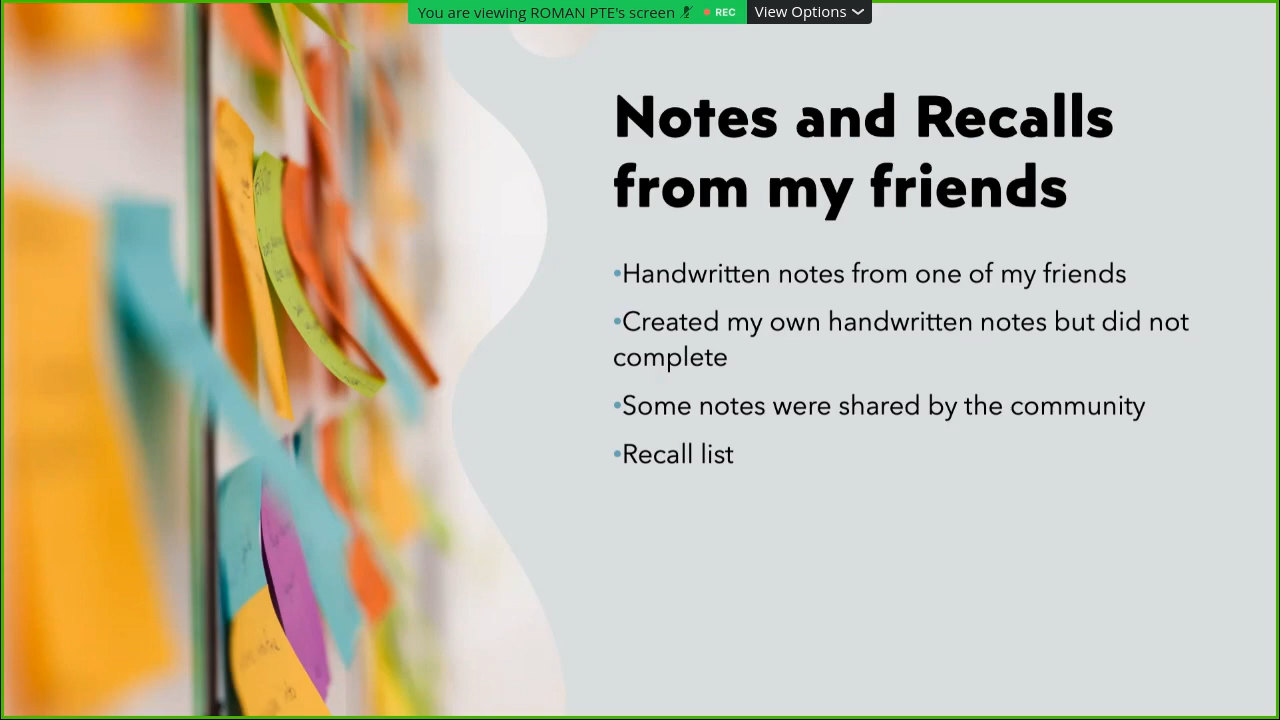 You are viewing ROMAN PTE's screen
REC
View Options
Notes and Recalls
from my friends
•Handwritten notes from one of my friends
•Created my own handwritten notes but did not
complete
•Some notes were shared by the community
•Recall list